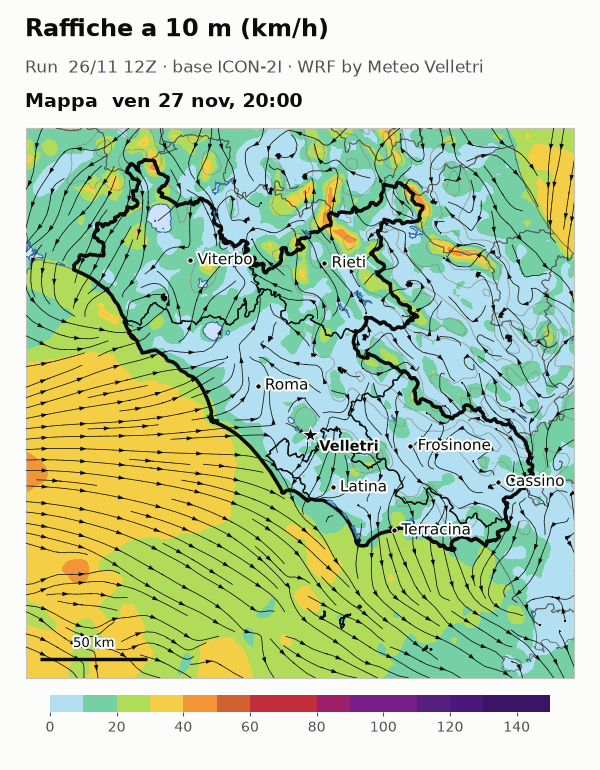 Raffiche a 10 m (km/h)
Run 26/11 12Z · base ICON-2I · WRF by Meteo Velletri
Mappa ven 27 nov, 20:00
Viterbo
Rieti
Roma
Velletri
Frosinone
Latina
Cassino
Terracina
50 km
0 20 40 60 80 100 120 140